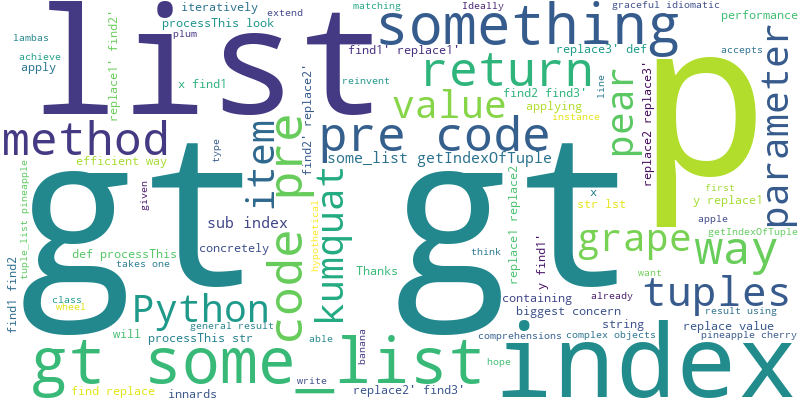 list
something
p
iteratively
extend
matching
Ideally
graceful idiomatic
lambas
processThis look
plum
performance
achieve
apply
replace1' find2'
find1' replace1'
replace3' def
accepts
x find1
reinvent
return
find2 find3'
line
pear
replace2 replace3'
parameter
value
applying
instance
method
item
code pre
find2' replace2'
pre code
some_list getIndexOfTuple
efficient way
type
given
tuple_list pineapple
gt gt
kumquat
hypothetical
x
str lst
first
y replace1
apple
sub index
concretely
replace1 replace2
y find1'
grape
way
getIndexOfTuple
def processThis
takes one
Thanks
think
want
find1 find2
class
wheel
Python
containing
already
tuples
biggest concern
result using
will
general result
able
string
replace value
processThis str
banana
comprehensions
complex objects
pineapple cherry
gt some_list
index
hope
find replace
innards
write
replace2' find3'